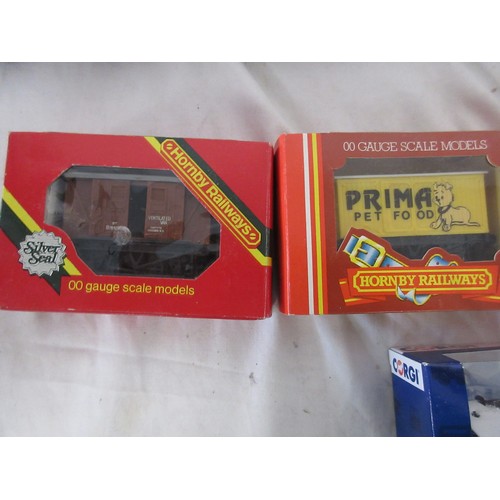 Hornby Railways
Silver
Seal
00 gauge scale models
00 GAUGE SCALE MODELS
PRIMA
PET FOOD
HORNBY RAILWAYS
CORGI